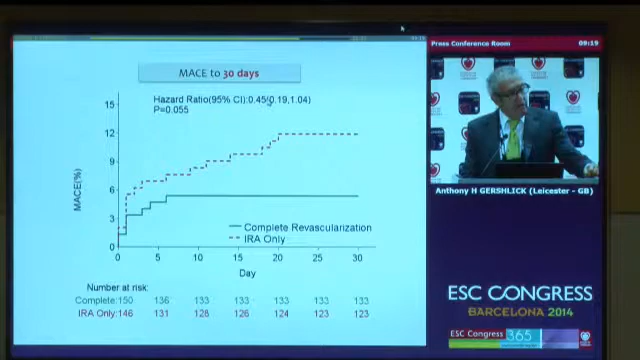 Press Conference Room
09:19
MACE to 30 days
Hazard Ratio(95% CI):0.45(0.19,1.04)
P=0.055
15
12
9
6
3
0
MACE(%)
Complete Revascularization
IRA Only
0 5 10 15 20 25 30
Day
Number at risk:
Complete:150 136 133 133 133 133 133
IRA Only:146 131 128 126 124 123 123
Anthony H GERSHLICK (Leicester - GB)
ESC CONGRESS
BARCELONA 2014
ESC Congress 365